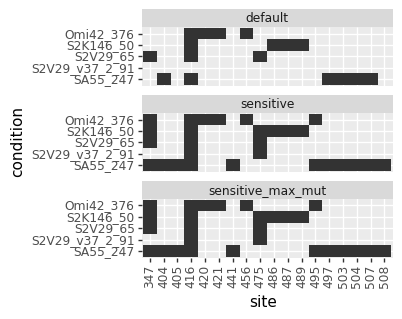 default
Omi42_376
S2K146_50
S2V29_65
S2V29_v37_2_91
SA55_247
sensitive
Omi42_376
S2K146_50
S2V29_65
S2V29_v37_2_91
SA55_247
sensitive_max_mut
Omi42_376
S2K146_50
S2V29_65
S2V29_v37_2_91
SA55_247
condition
347 404 405 416 420 421 441 456 475 486 487 489 495 497 503 504 507 508
site